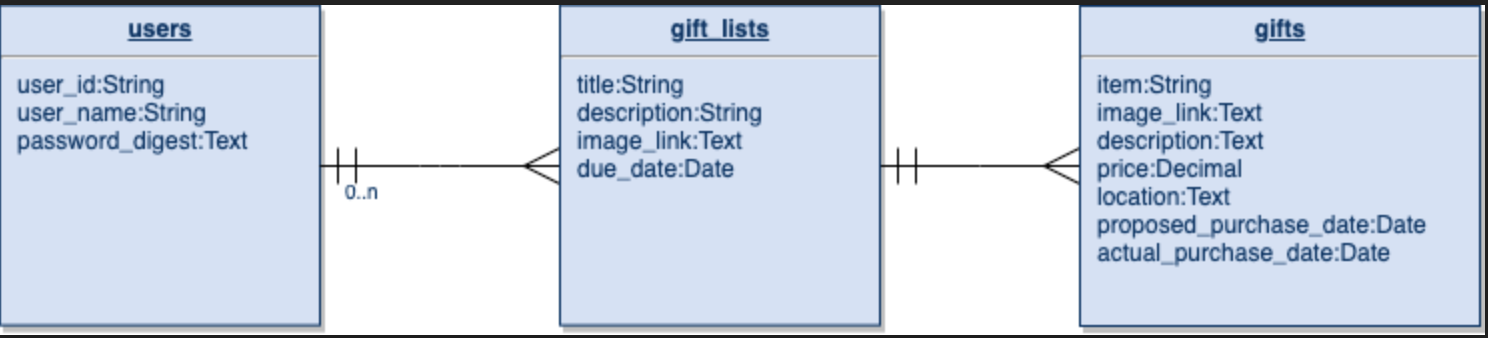 users
user_id:String
user_name:String
password_digest:Text
0..n
gift_lists
title:String
description:String
image_link:Text
due_date:Date
gifts
item:String
image_link:Text
description:Text
price:Decimal
location:Text
proposed_purchase_date:Date
actual_purchase_date:Date